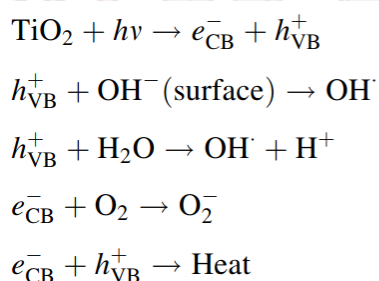 TiO₂ + hν → e⁻CB + h⁺VB
h⁺VB + OH⁻(surface) → OH˙
h⁺VB + H₂O → OH˙ + H⁺
e⁻CB + O₂ → O₂⁻
e⁻CB + h⁺VB → Heat